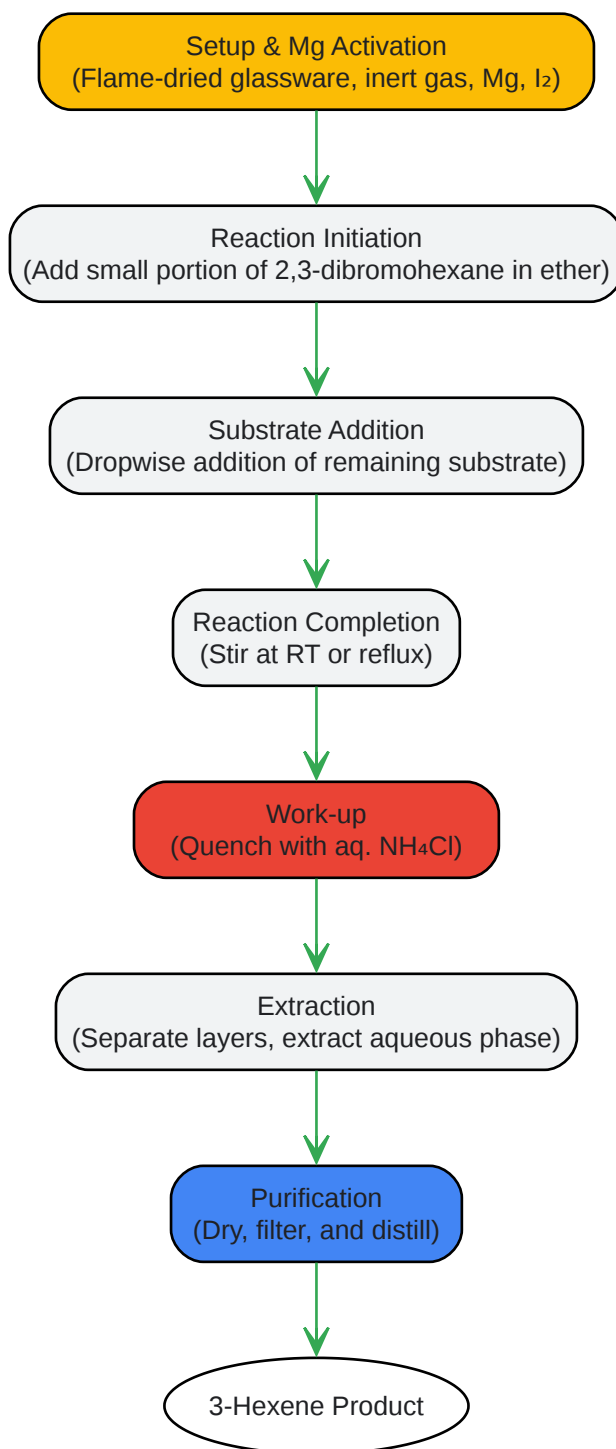 Setup & Mg Activation
(Flame-dried glassware, inert gas, Mg, I₂)
Reaction Initiation
(Add small portion of 2,3-dibromohexane in ether)
Substrate Addition
(Dropwise addition of remaining substrate)
Reaction Completion
(Stir at RT or reflux)
Work-up
(Quench with aq. NH₄Cl)
Extraction
(Separate layers, extract aqueous phase)
Purification
(Dry, filter, and distill)
3-Hexene Product